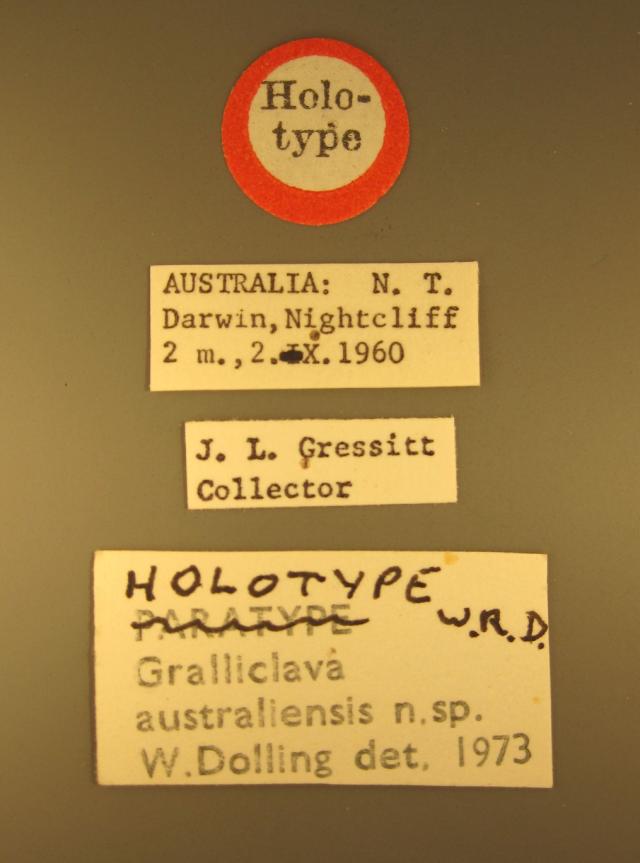 Holo-
type
AUSTRALIA: N. T.
Darwin, Nightcliff
2 m., 2.IX.1960
J. L. Gressitt
Collector
HOLOTYPE
PARATYPE W.R.D.
Gralliclava
australiensis n.sp.
W.Dolling det. 1973